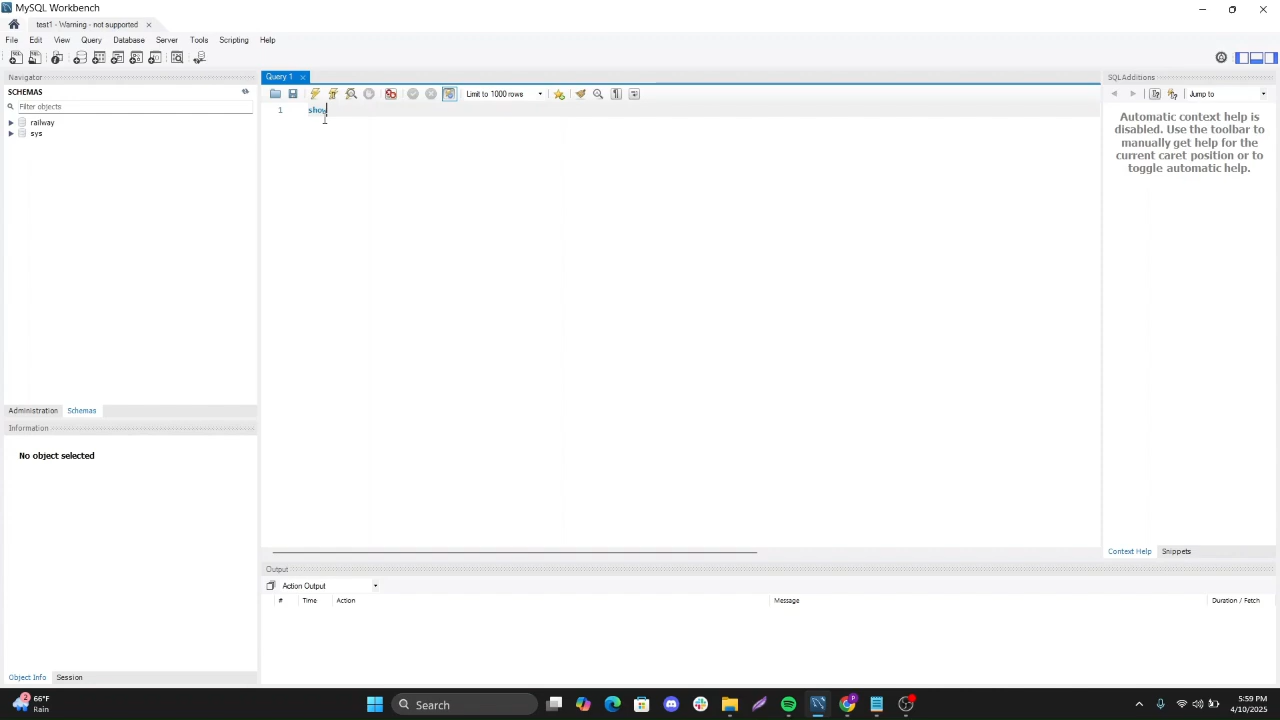 MySQL Workbench
test1 - Warning - not supported
File Edit View Query Database Server Tools Scripting Help
Navigator
SCHEMAS
Filter objects
railway
sys
Administration Schemas
Information
No object selected
Object Info Session
Query 1
Limit to 1000 rows
1 show
Output
Action Output
# Time Action Message Duration / Fetch
SQLAdditions
Jump to
Automatic context help is
disabled. Use the toolbar to
manually get help for the
current caret position or to
toggle automatic help.
Context Help Snippets
2
66°F
Rain
Search
5:59 PM
4/10/2025